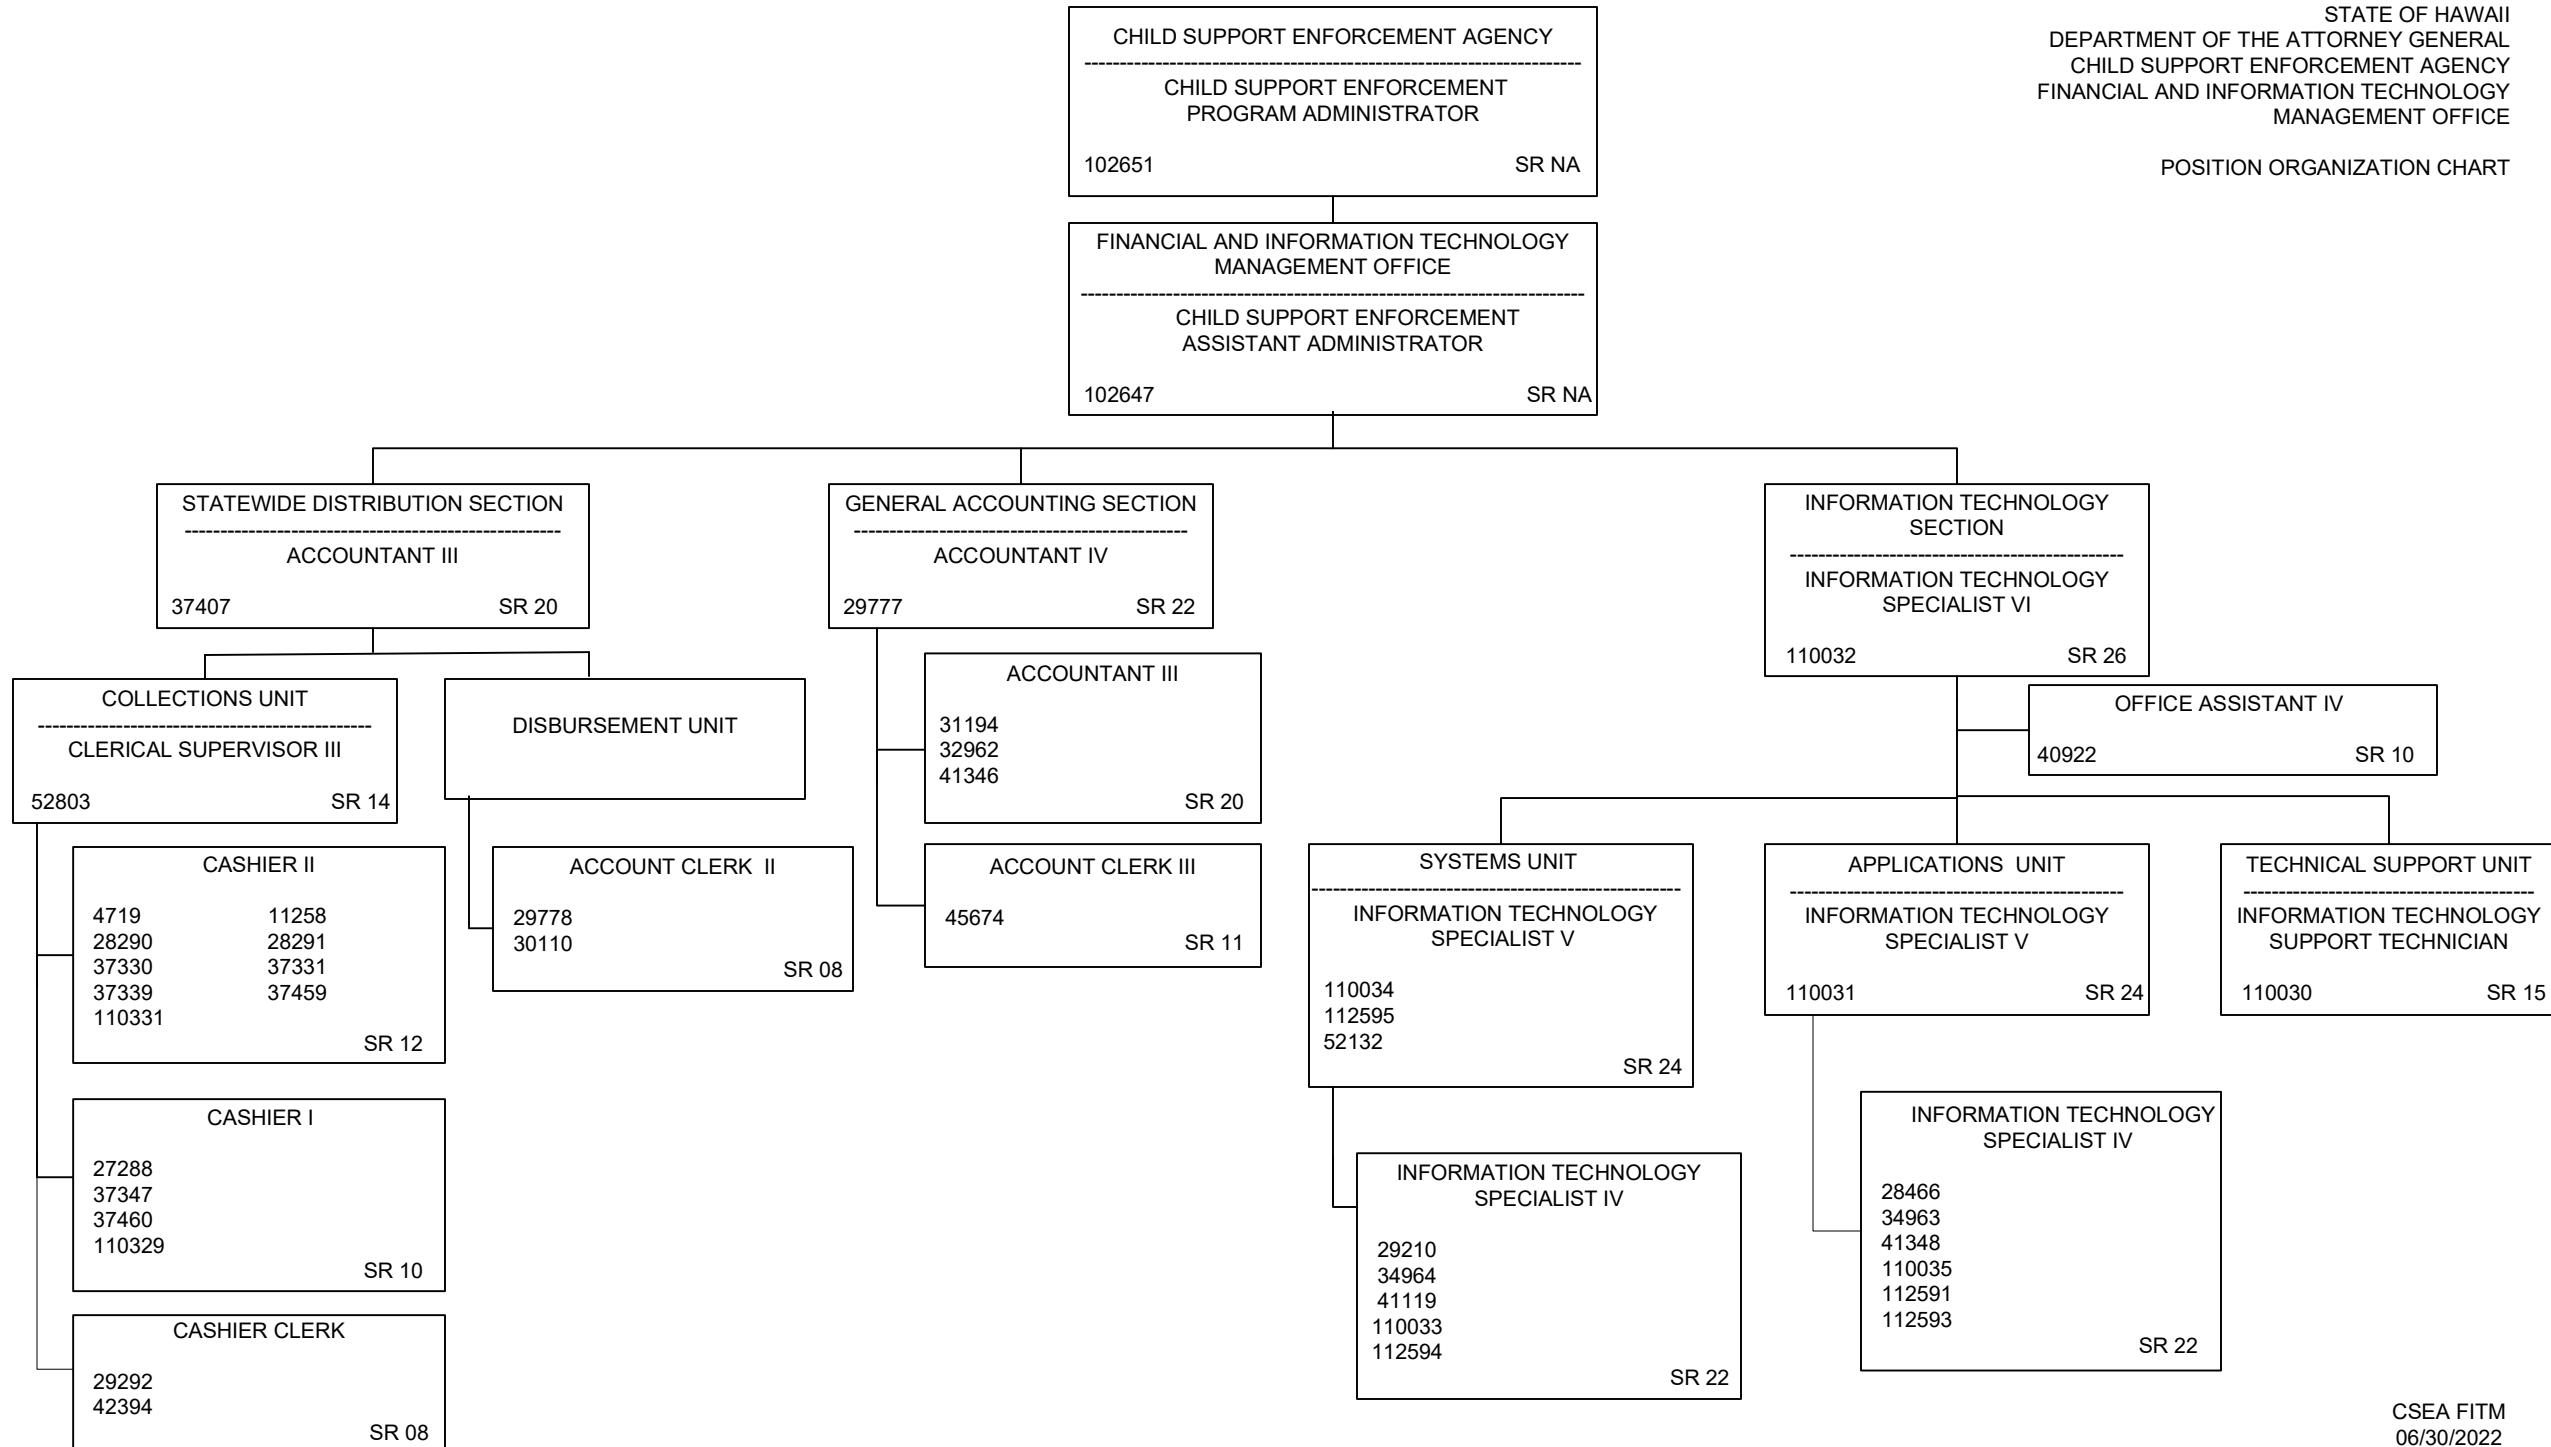 STATE OF HAWAII
DEPARTMENT OF THE ATTORNEY GENERAL
CHILD SUPPORT ENFORCEMENT AGENCY
FINANCIAL AND INFORMATION TECHNOLOGY
MANAGEMENT OFFICE
POSITION ORGANIZATION CHART
CHILD SUPPORT ENFORCEMENT AGENCY
CHILD SUPPORT ENFORCEMENT
PROGRAM ADMINISTRATOR
102651 SR NA
FINANCIAL AND INFORMATION TECHNOLOGY
MANAGEMENT OFFICE
CHILD SUPPORT ENFORCEMENT
ASSISTANT ADMINISTRATOR
102647 SR NA
STATEWIDE DISTRIBUTION SECTION
ACCOUNTANT III
37407 SR 20
COLLECTIONS UNIT
CLERICAL SUPERVISOR III
52803 SR 14
CASHIER II
4719 11258
28290 28291
37330 37331
37339 37459
110331
SR 12
CASHIER I
27288
37347
37460
110329
SR 10
CASHIER CLERK
29292
42394
SR 08
DISBURSEMENT UNIT
ACCOUNT CLERK II
29778
30110
SR 08
GENERAL ACCOUNTING SECTION
ACCOUNTANT IV
29777 SR 22
ACCOUNTANT III
31194
32962
41346
SR 20
ACCOUNT CLERK III
45674
SR 11
INFORMATION TECHNOLOGY
SECTION
INFORMATION TECHNOLOGY
SPECIALIST VI
110032 SR 26
OFFICE ASSISTANT IV
40922 SR 10
SYSTEMS UNIT
INFORMATION TECHNOLOGY
SPECIALIST V
110034
112595
52132
SR 24
INFORMATION TECHNOLOGY
SPECIALIST IV
29210
34964
41119
110033
112594
SR 22
APPLICATIONS UNIT
INFORMATION TECHNOLOGY
SPECIALIST V
110031 SR 24
INFORMATION TECHNOLOGY
SPECIALIST IV
28466
34963
41348
110035
112591
112593
SR 22
TECHNICAL SUPPORT UNIT
INFORMATION TECHNOLOGY
SUPPORT TECHNICIAN
110030 SR 15
CSEA FITM
06/30/2022